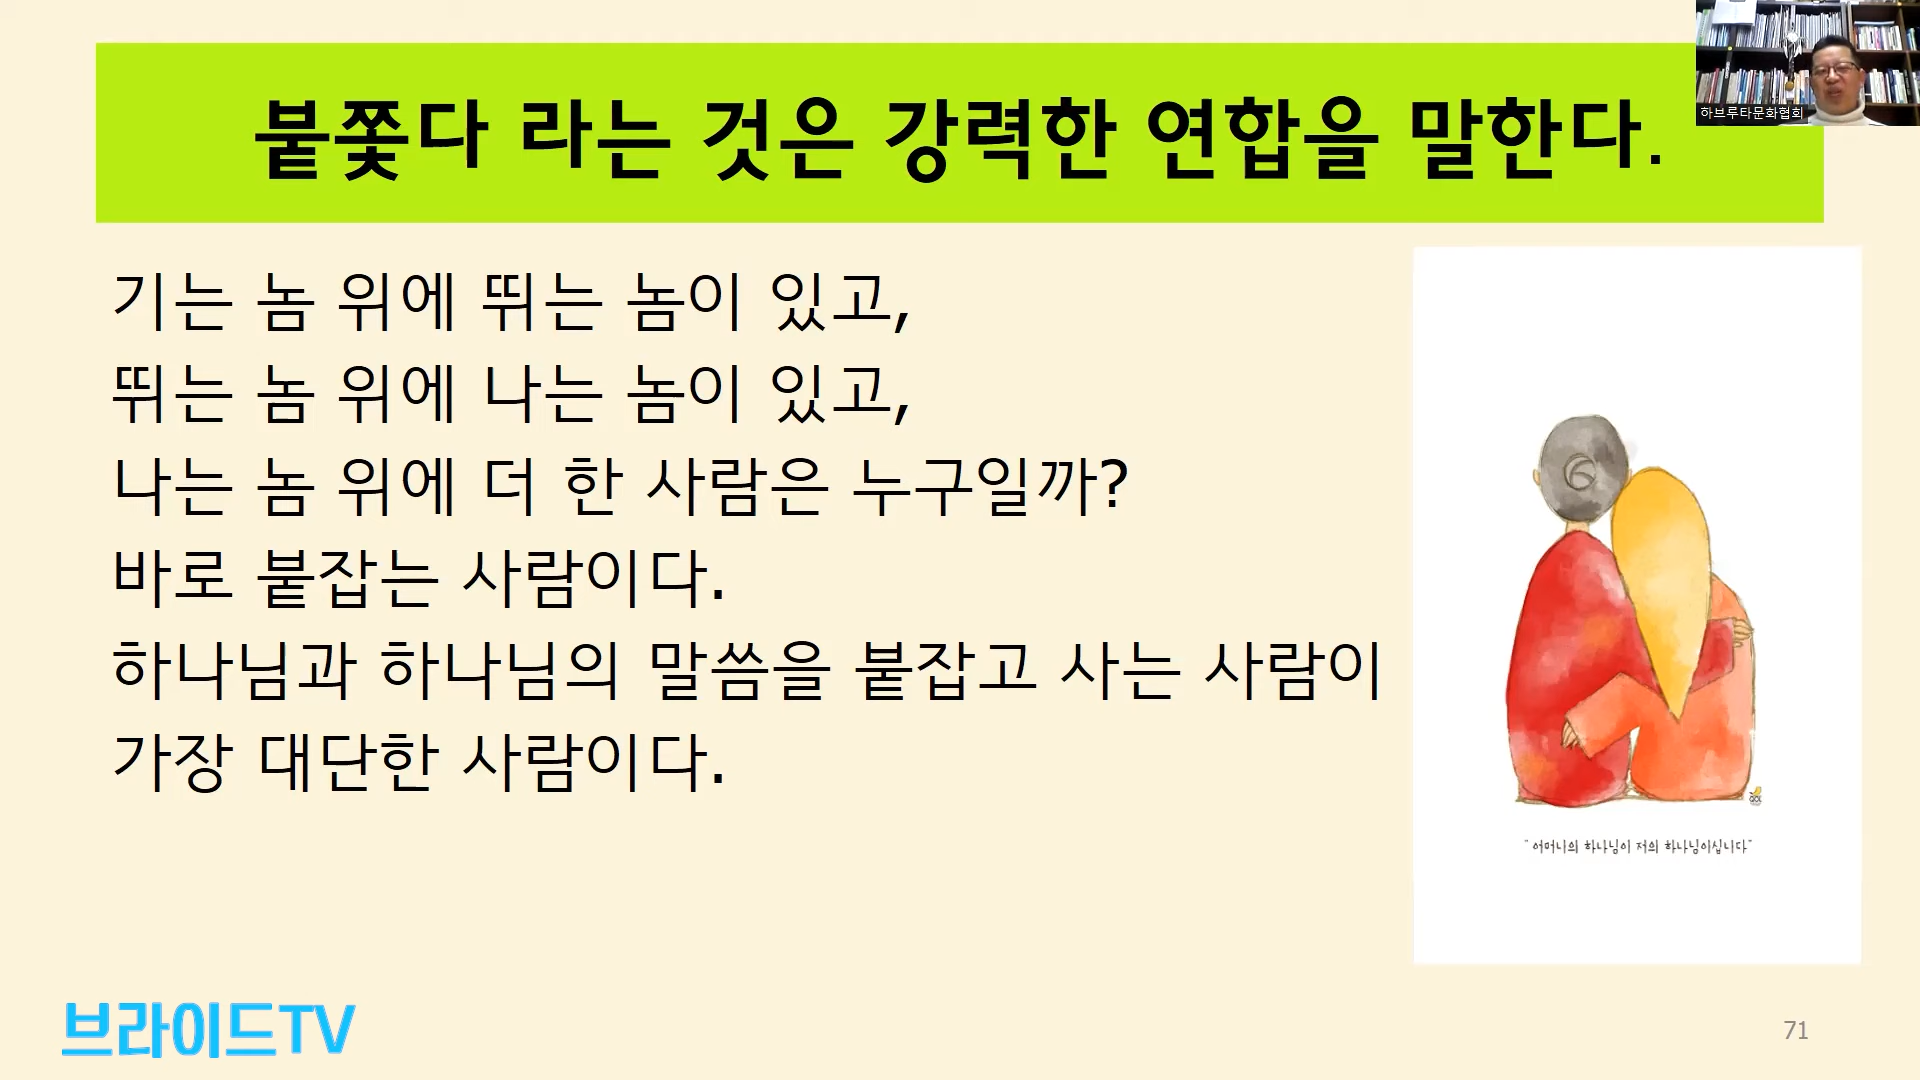 붙쫓다 라는 것은 강력한 연합을 말한다.
하브루타문화협회
기는 놈 위에 뛰는 놈이 있고,
뛰는 놈 위에 나는 놈이 있고,
나는 놈 위에 더 한 사람은 누구일까?
바로 붙잡는 사람이다.
하나님과 하나님의 말씀을 붙잡고 사는 사람이
가장 대단한 사람이다.
"어머니의 하나님이 저의 하나님이십니다"
브라이드TV
71